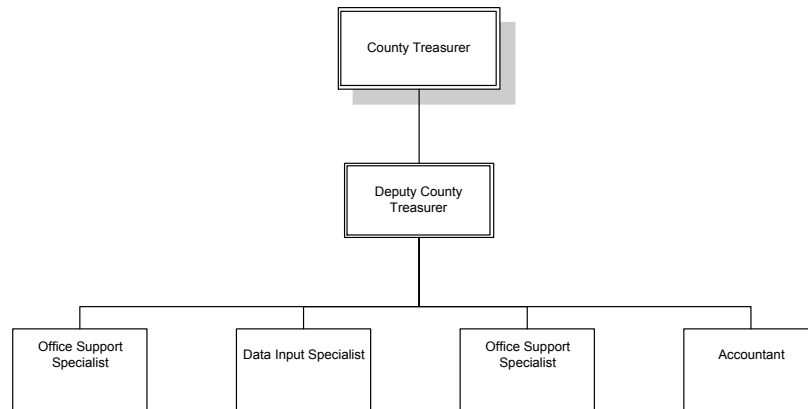 County Treasurer
Deputy County
Treasurer
Office Support
Specialist
Data Input Specialist
Office Support
Specialist
Accountant